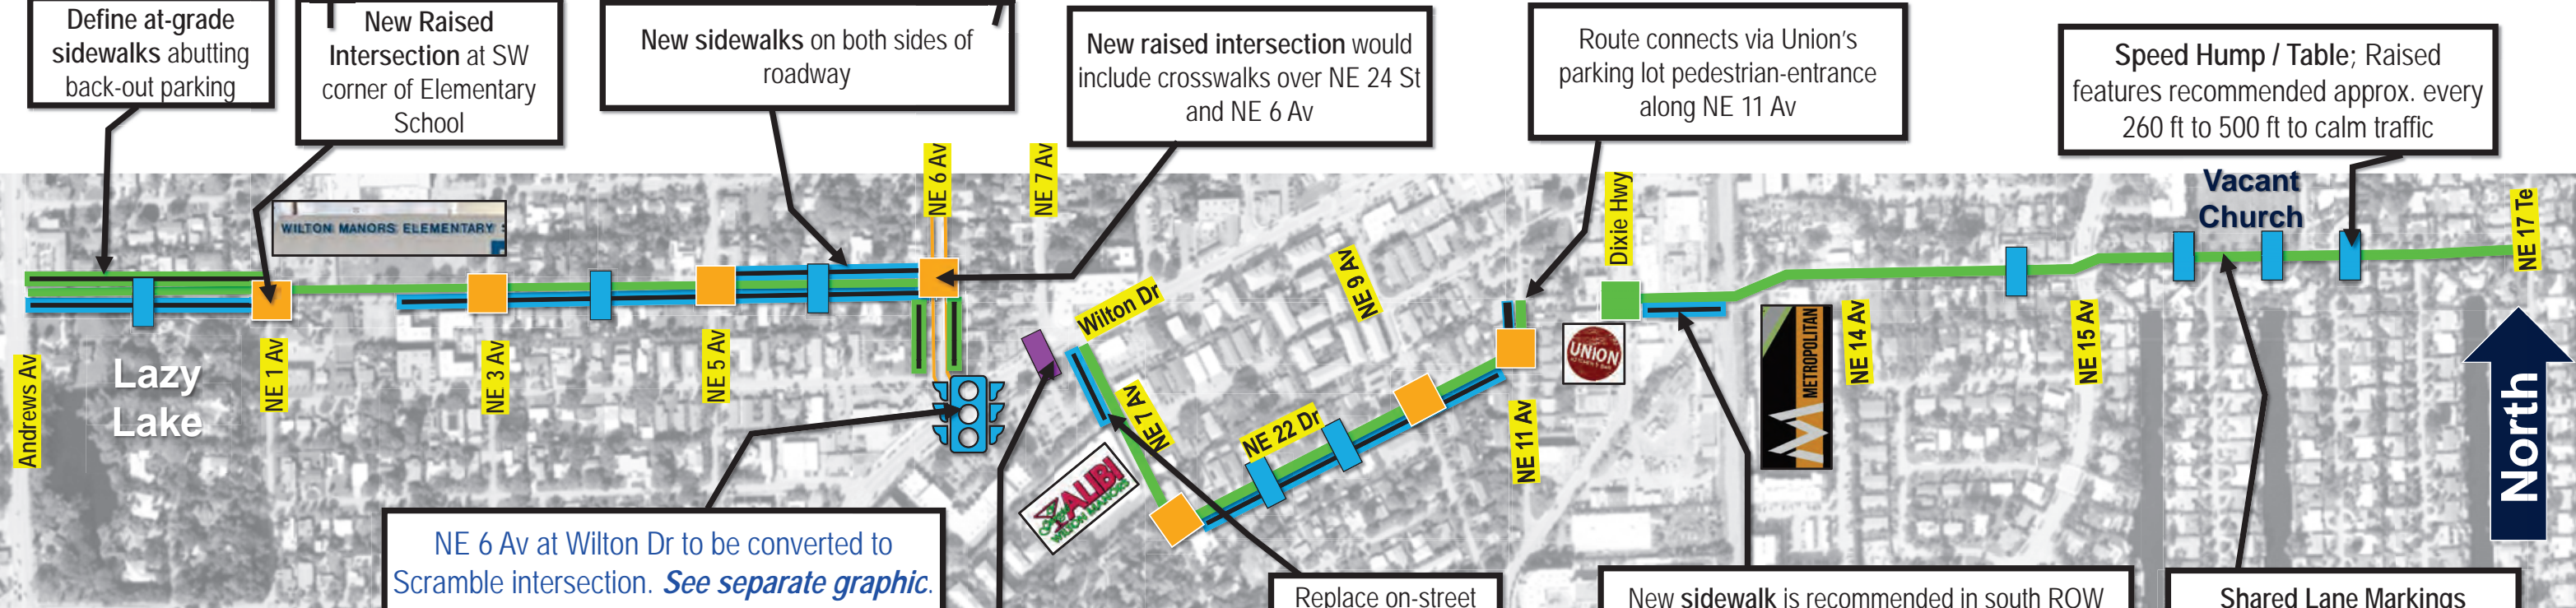 Define at-grade
sidewalks abutting
back-out parking
New Raised
Intersection at SW
corner of Elementary
School
New sidewalks on both sides of
roadway
New raised intersection would
include crosswalks over NE 24 St
and NE 6 Av
Route connects via Union's
parking lot pedestrian-entrance
along NE 11 Av
Speed Hump / Table; Raised
features recommended approx. every
260 ft to 500 ft to calm traffic
NE 6 Av
NE 7 Av
Dixie Hwy
Vacant
Church
NE 17 Te
WILTON MANORS ELEMENTARY
Wilton Dr
NE 9 Av
Andrews Av
Lazy
Lake
NE 1 Av
NE 3 Av
NE 5 Av
NE 7 Av
NE 22 Dr
NE 11 Av
UNION
METROPOLITAN
NE 14 Av
NE 15 Av
North
ALIBI
WILTON MANORS
NE 6 Av at Wilton Dr to be converted to
Scramble intersection. See separate graphic.
Replace on-street
New sidewalk is recommended in south ROW
Shared Lane Markings